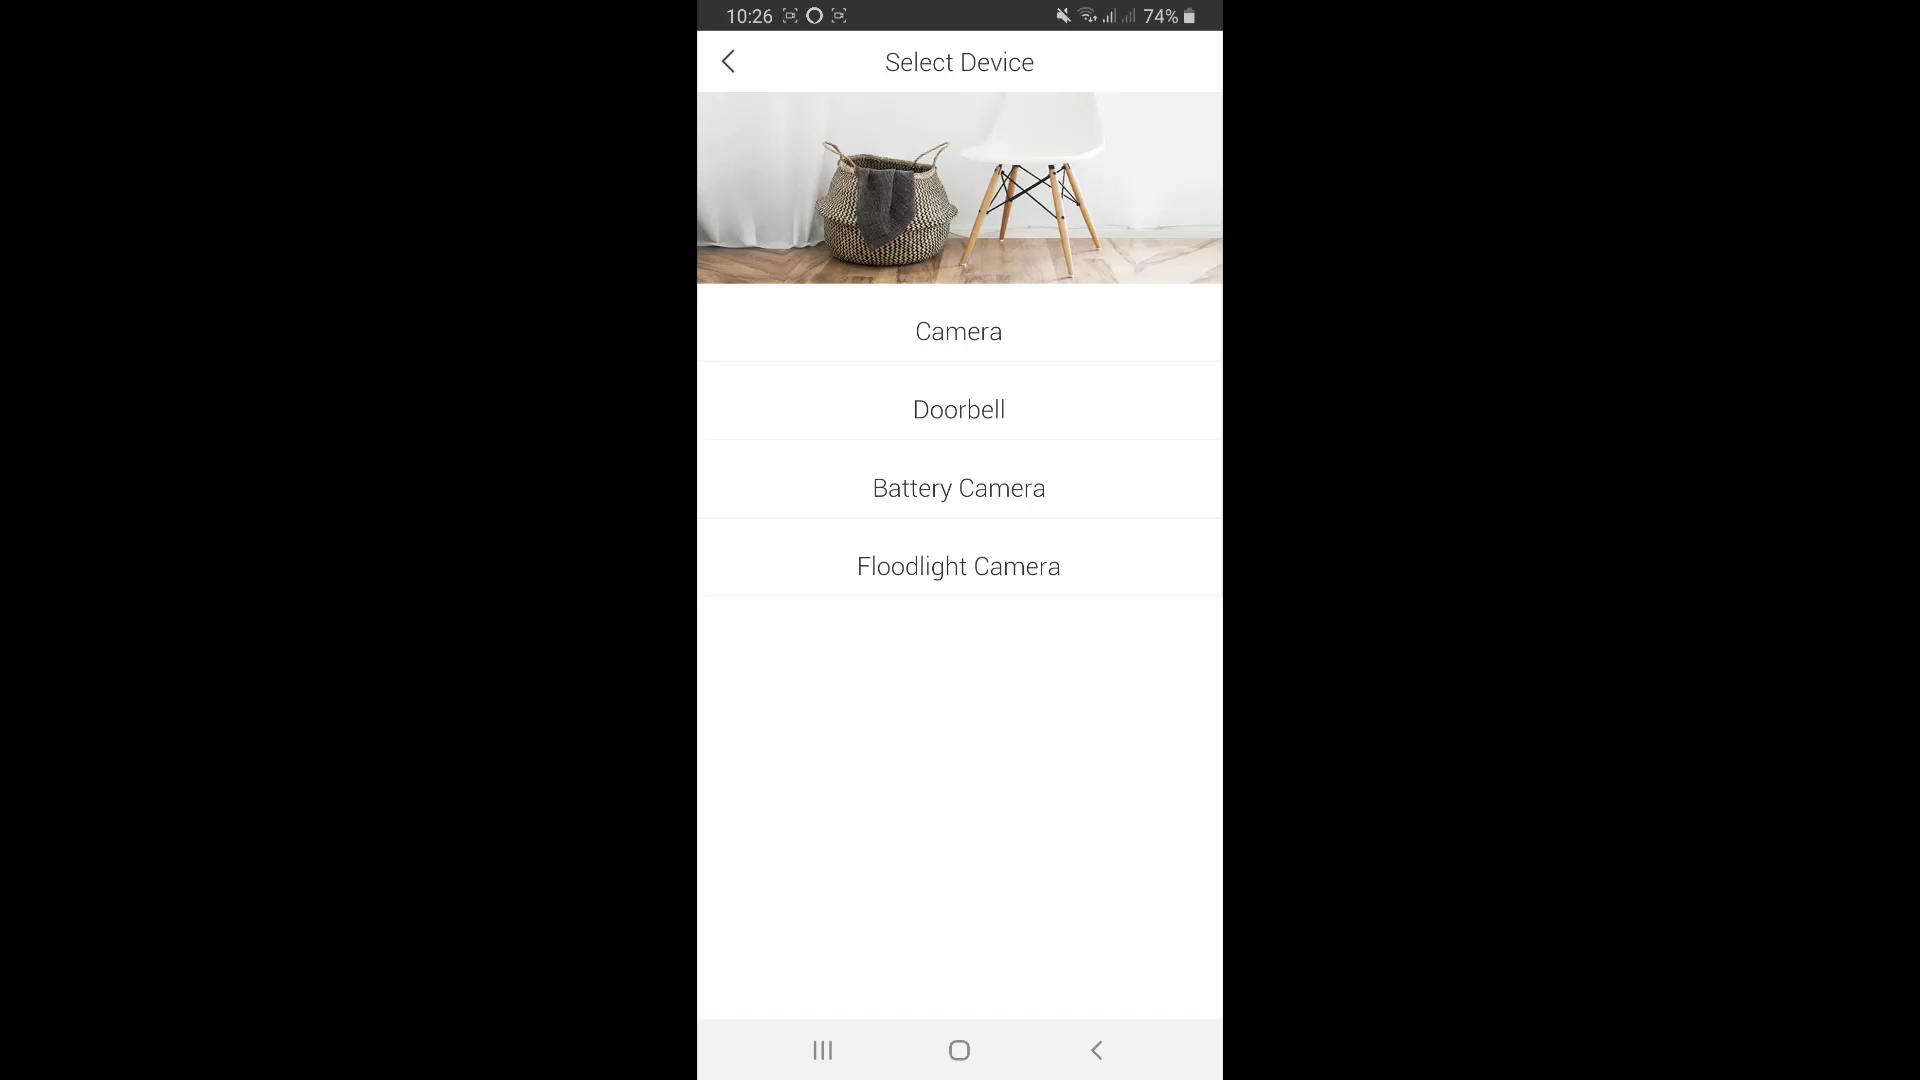 10:26
74%
Select Device
Camera
Doorbell
Battery Camera
Floodlight Camera